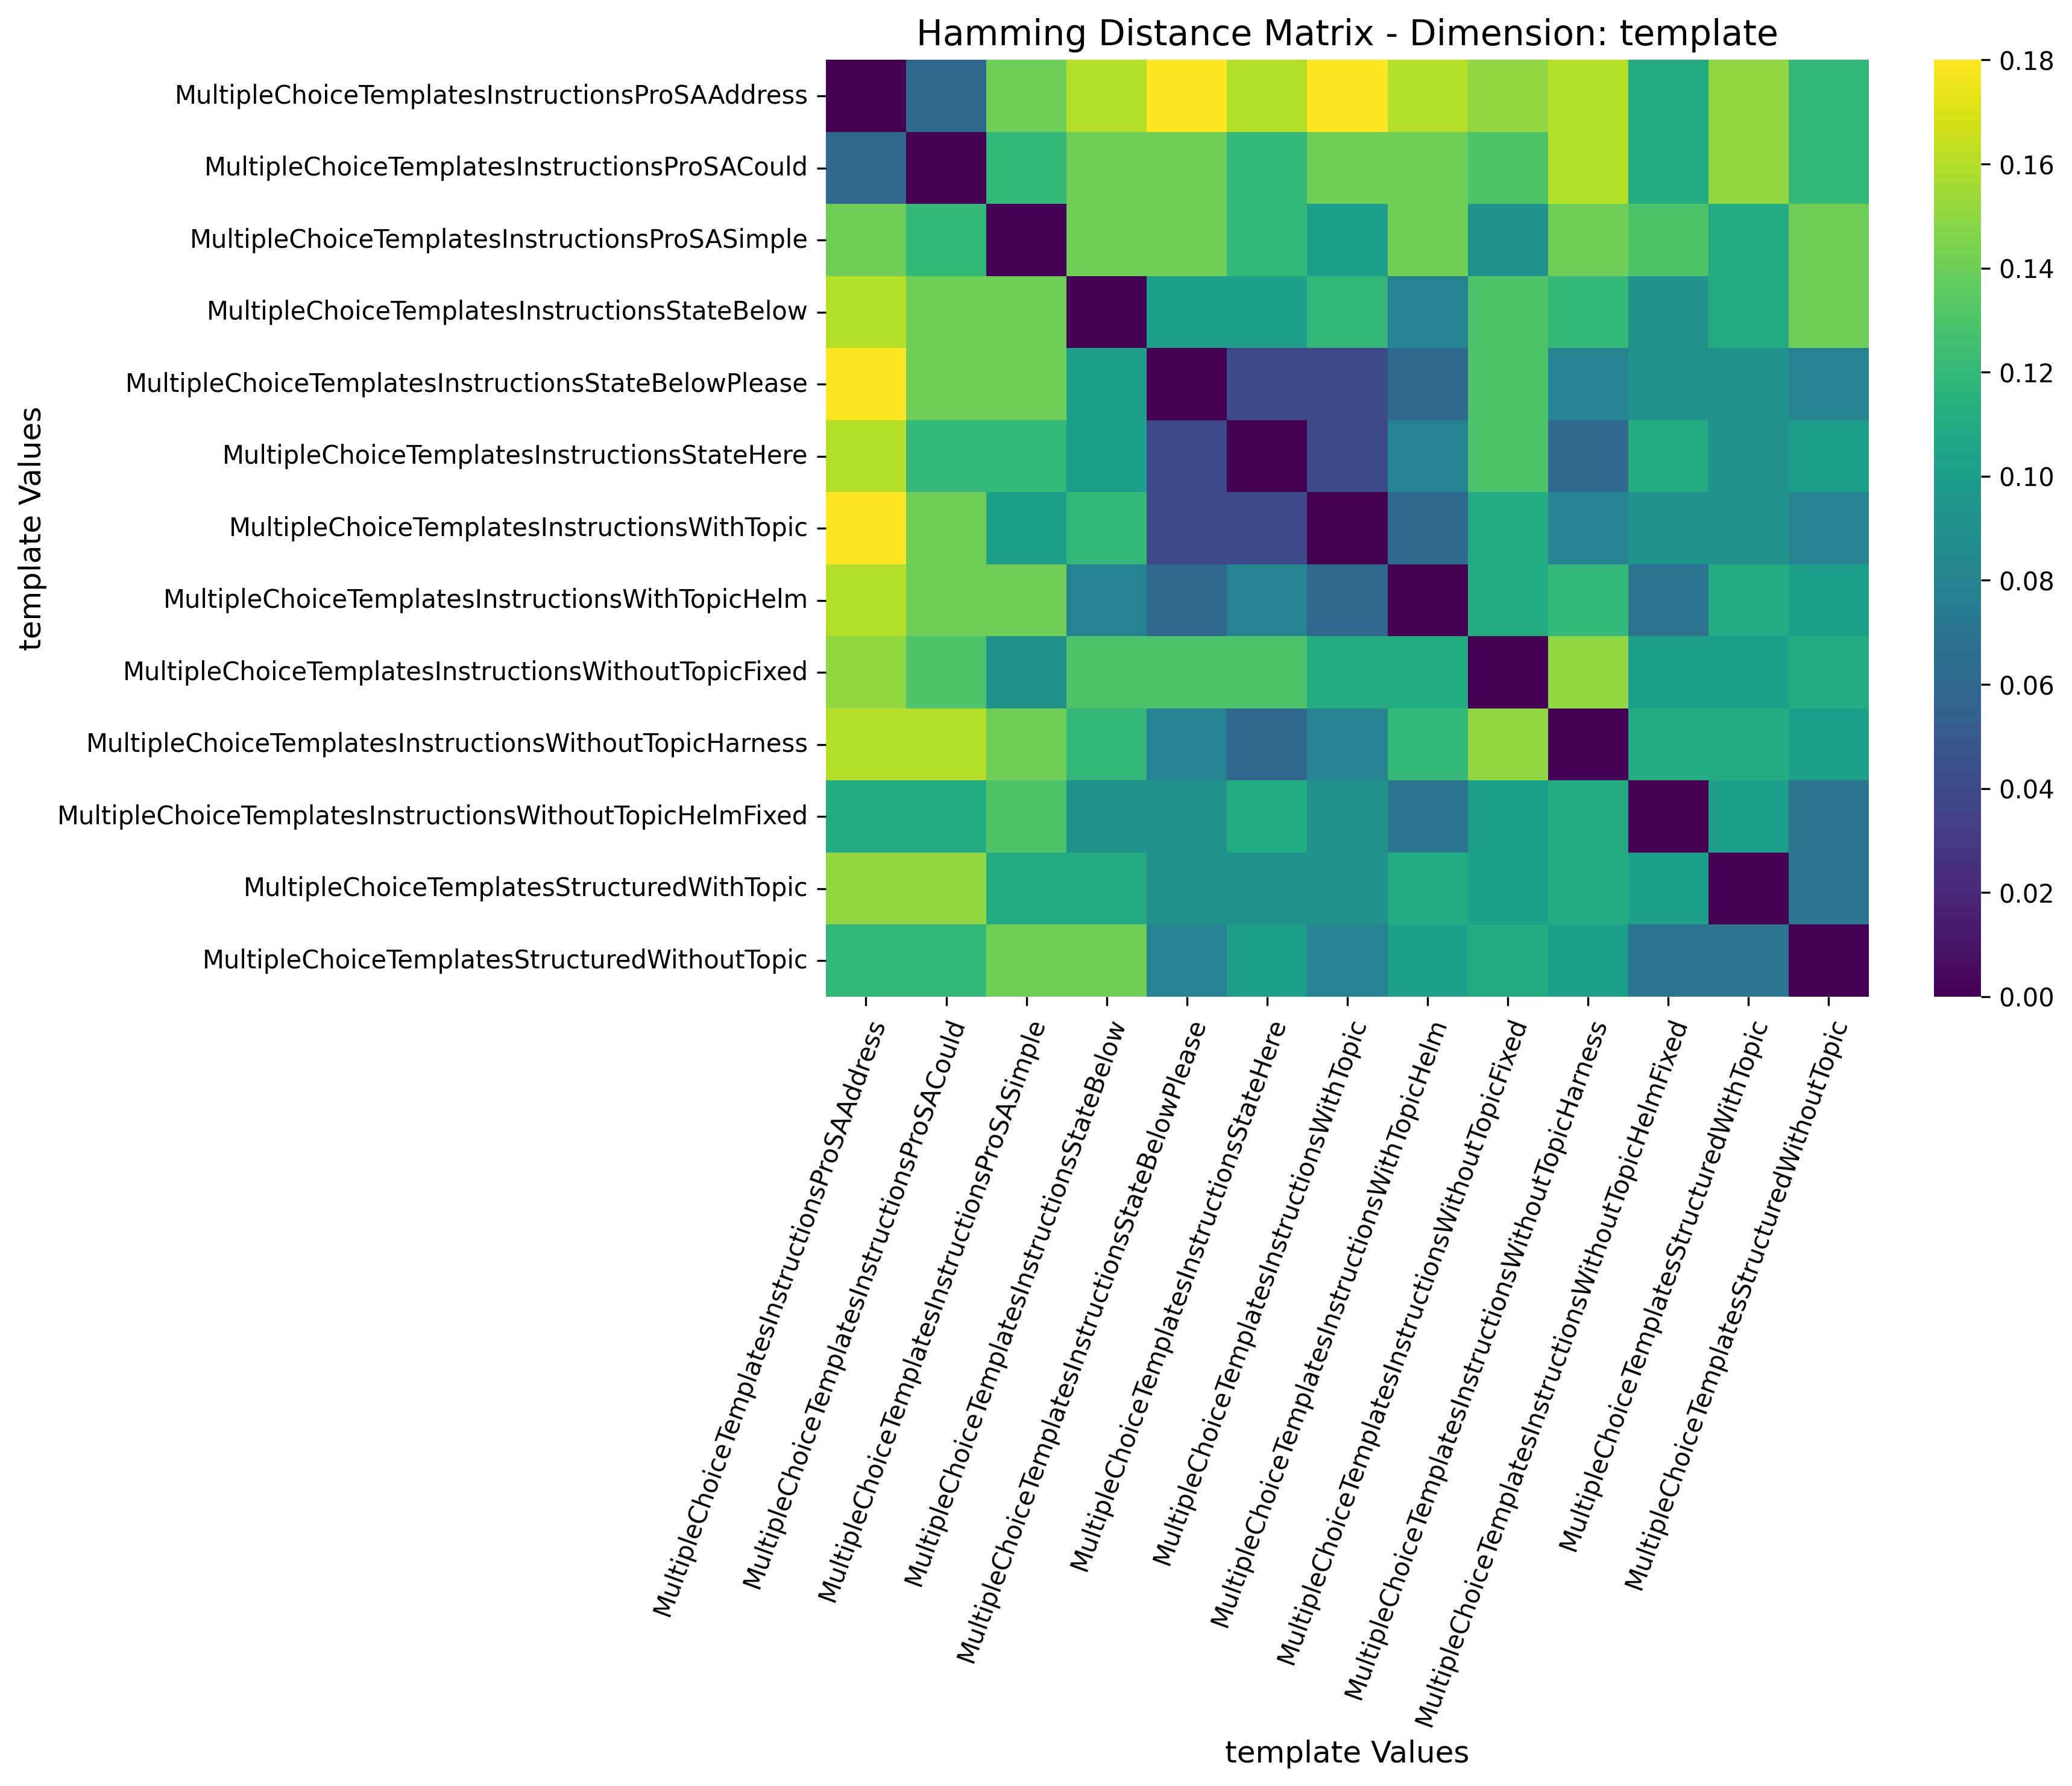 Hamming Distance Matrix - Dimension: template
template Values
MultipleChoiceTemplatesInstructionsProSAAddress
MultipleChoiceTemplatesInstructionsProSACould
MultipleChoiceTemplatesInstructionsProSASimple
MultipleChoiceTemplatesInstructionsStateBelow
MultipleChoiceTemplatesInstructionsStateBelowPlease
MultipleChoiceTemplatesInstructionsStateHere
MultipleChoiceTemplatesInstructionsWithTopic
MultipleChoiceTemplatesInstructionsWithTopicHelm
MultipleChoiceTemplatesInstructionsWithoutTopicFixed
MultipleChoiceTemplatesInstructionsWithoutTopicHarness
MultipleChoiceTemplatesInstructionsWithoutTopicHelmFixed
MultipleChoiceTemplatesStructuredWithTopic
MultipleChoiceTemplatesStructuredWithoutTopic
0.18
0.16
0.14
0.12
0.10
0.08
0.06
0.04
0.02
0.00
MultipleChoiceTemplatesInstructionsProSAAddress
MultipleChoiceTemplatesInstructionsProSACould
MultipleChoiceTemplatesInstructionsProSASimple
MultipleChoiceTemplatesInstructionsStateBelow
MultipleChoiceTemplatesInstructionsStateBelowPlease
MultipleChoiceTemplatesInstructionsStateHere
MultipleChoiceTemplatesInstructionsWithTopic
MultipleChoiceTemplatesInstructionsWithTopicHelm
MultipleChoiceTemplatesInstructionsWithoutTopicFixed
MultipleChoiceTemplatesInstructionsWithoutTopicHarness
MultipleChoiceTemplatesInstructionsWithoutTopicHelmFixed
MultipleChoiceTemplatesStructuredWithTopic
MultipleChoiceTemplatesStructuredWithoutTopic
template Values